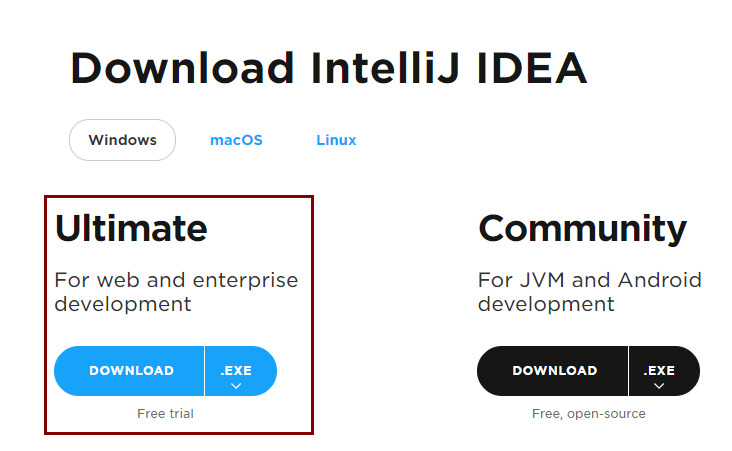 Download IntelliJ IDEA
Windows
macOS
Linux
Ultimate
For web and enterprise
development
DOWNLOAD
.EXE
Free trial
Community
For JVM and Android
development
DOWNLOAD
.EXE
Free, open-source